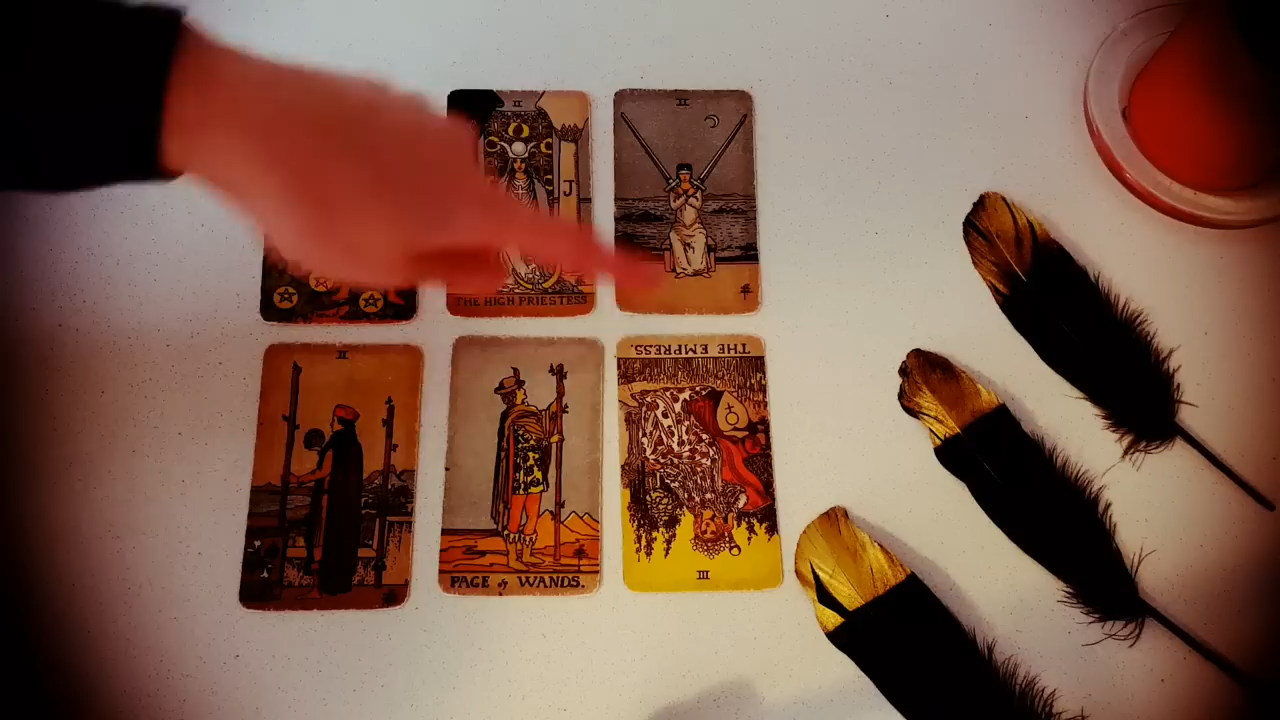 II
II
J
THE HIGH PRIESTESS
II
PAGE of WANDS.
THE EMPRESS.
III